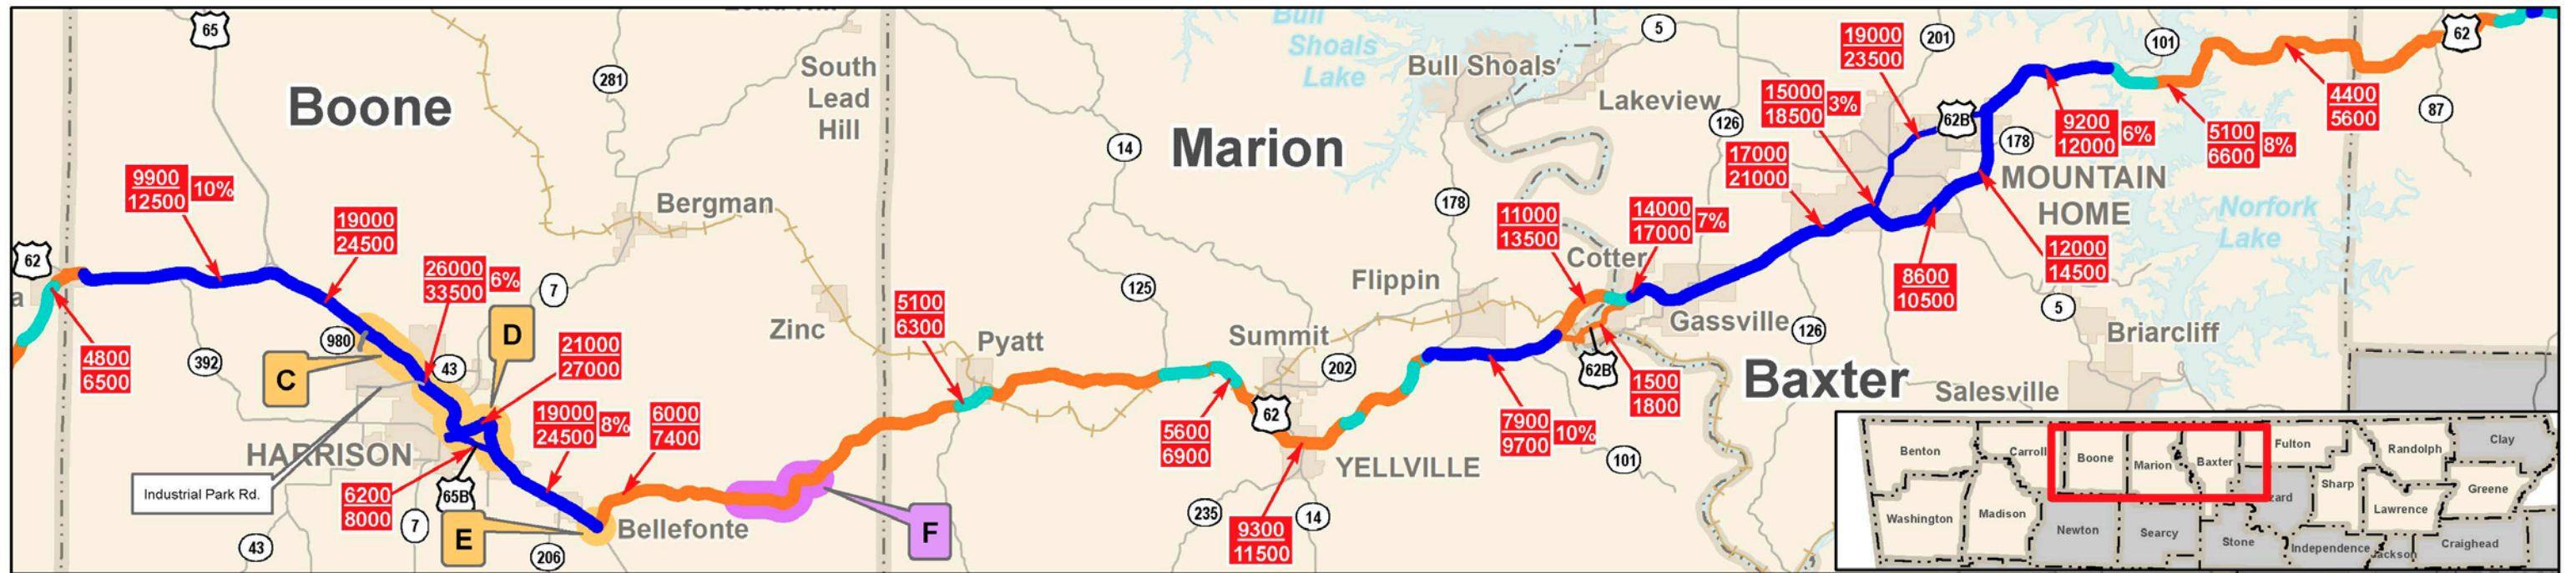 65
Boone
281
South
Lead
Hill
Bull
Shoals
Lake
Bull Shoals
5
Lakeview
126
19000
23500
201
101
62
15000
18500
3%
62B
178
9200
12000
6%
5100
6600
8%
4400
5600
87
Marion
14
17000
21000
MOUNTAIN
HOME
9900
12500
10%
Bergman
178
11000
13500
14000
17000
7%
Norfork
Lake
62
a
19000
24500
26000
33500
6%
7
125
Cotter
Flippin
8600
10500
12000
14500
5
D
5100
6300
Zinc
Pyatt
Summit
Gassville
126
Briarcliff
980
43
21000
27000
4800
6500
392
C
202
62B
1500
1800
Baxter
Salesville
19000
24500
8%
6000
7400
5600
6900
62
7900
9700
10%
HARRISON
YELLVILLE
101
Industrial Park Rd.
6200
8000
65B
7
E
Bellefonte
F
235
9300
11500
14
43
206
Benton
Carroll
Boone
Marion
Baxter
Fulton
Randolph
Clay
Washington
Madison
Newton
Searcy
Stone
zard
Sharp
Lawrence
Greene
Independence
Jackson
Craighead